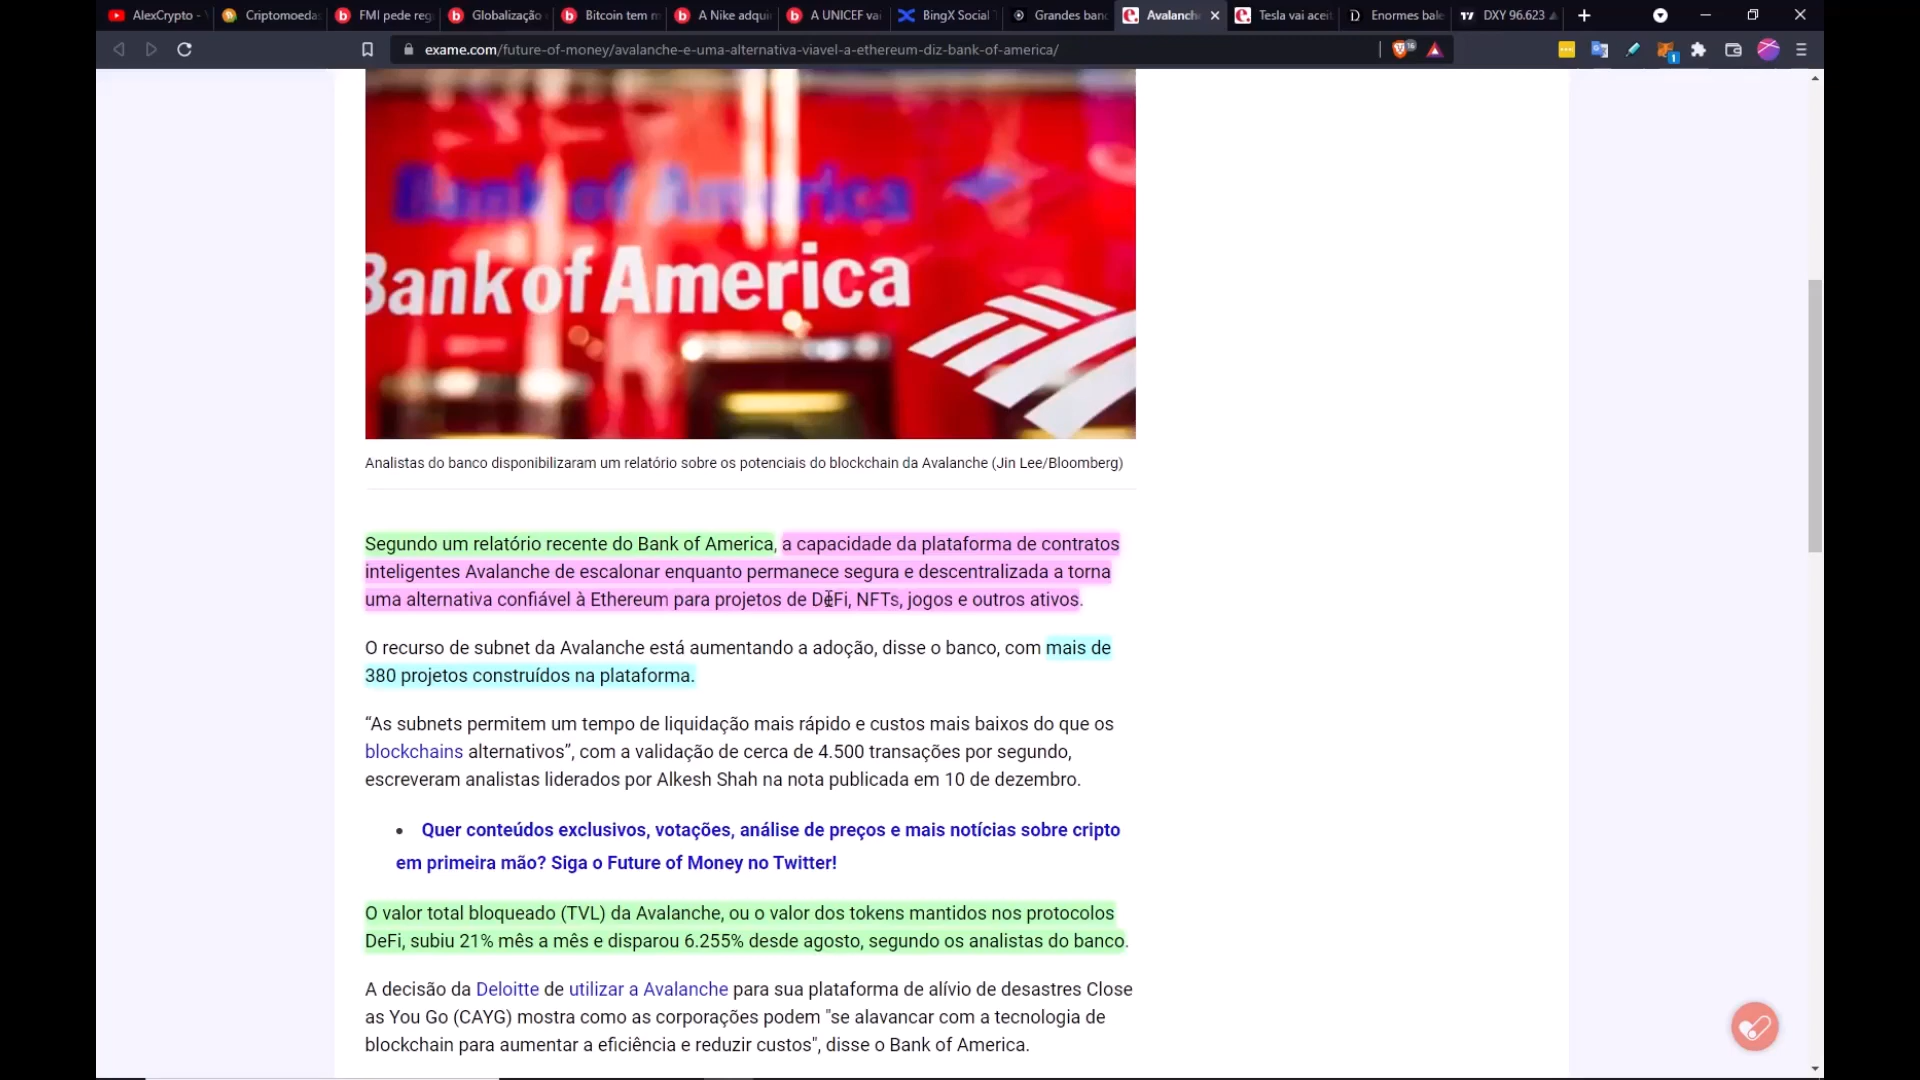 AlexCrypto -
Criptomoeda
FMI pede reg
Globalização
Bitcoin tem m
A Nike adqui
A UNICEF vai
BingX Social
Grandes banc
Avalanch
Tesla vai aceit
Enormes bale
DXY 96.623
exame.com/future-of-money/avalanche-e-uma-alternativa-viavel-a-ethereum-diz-bank-of-america/
16
1
Bank of America
Bank of America
Analistas do banco disponibilizaram um relatório sobre os potenciais do blockchain da Avalanche (Jin Lee/Bloomberg)
Segundo um relatório recente do Bank of America, a capacidade da plataforma de contratos
inteligentes Avalanche de escalonar enquanto permanece segura e descentralizada a torna
uma alternativa confiável à Ethereum para projetos de DeFi, NFTs, jogos e outros ativos.
O recurso de subnet da Avalanche está aumentando a adoção, disse o banco, com mais de
380 projetos construídos na plataforma.
“As subnets permitem um tempo de liquidação mais rápido e custos mais baixos do que os
blockchains alternativos”, com a validação de cerca de 4.500 transações por segundo,
escreveram analistas liderados por Alkesh Shah na nota publicada em 10 de dezembro.
• Quer conteúdos exclusivos, votações, análise de preços e mais notícias sobre cripto
em primeira mão? Siga o Future of Money no Twitter!
O valor total bloqueado (TVL) da Avalanche, ou o valor dos tokens mantidos nos protocolos
DeFi, subiu 21% mês a mês e disparou 6.255% desde agosto, segundo os analistas do banco.
A decisão da Deloitte de utilizar a Avalanche para sua plataforma de alívio de desastres Close
as You Go (CAYG) mostra como as corporações podem "se alavancar com a tecnologia de
blockchain para aumentar a eficiência e reduzir custos", disse o Bank of America.